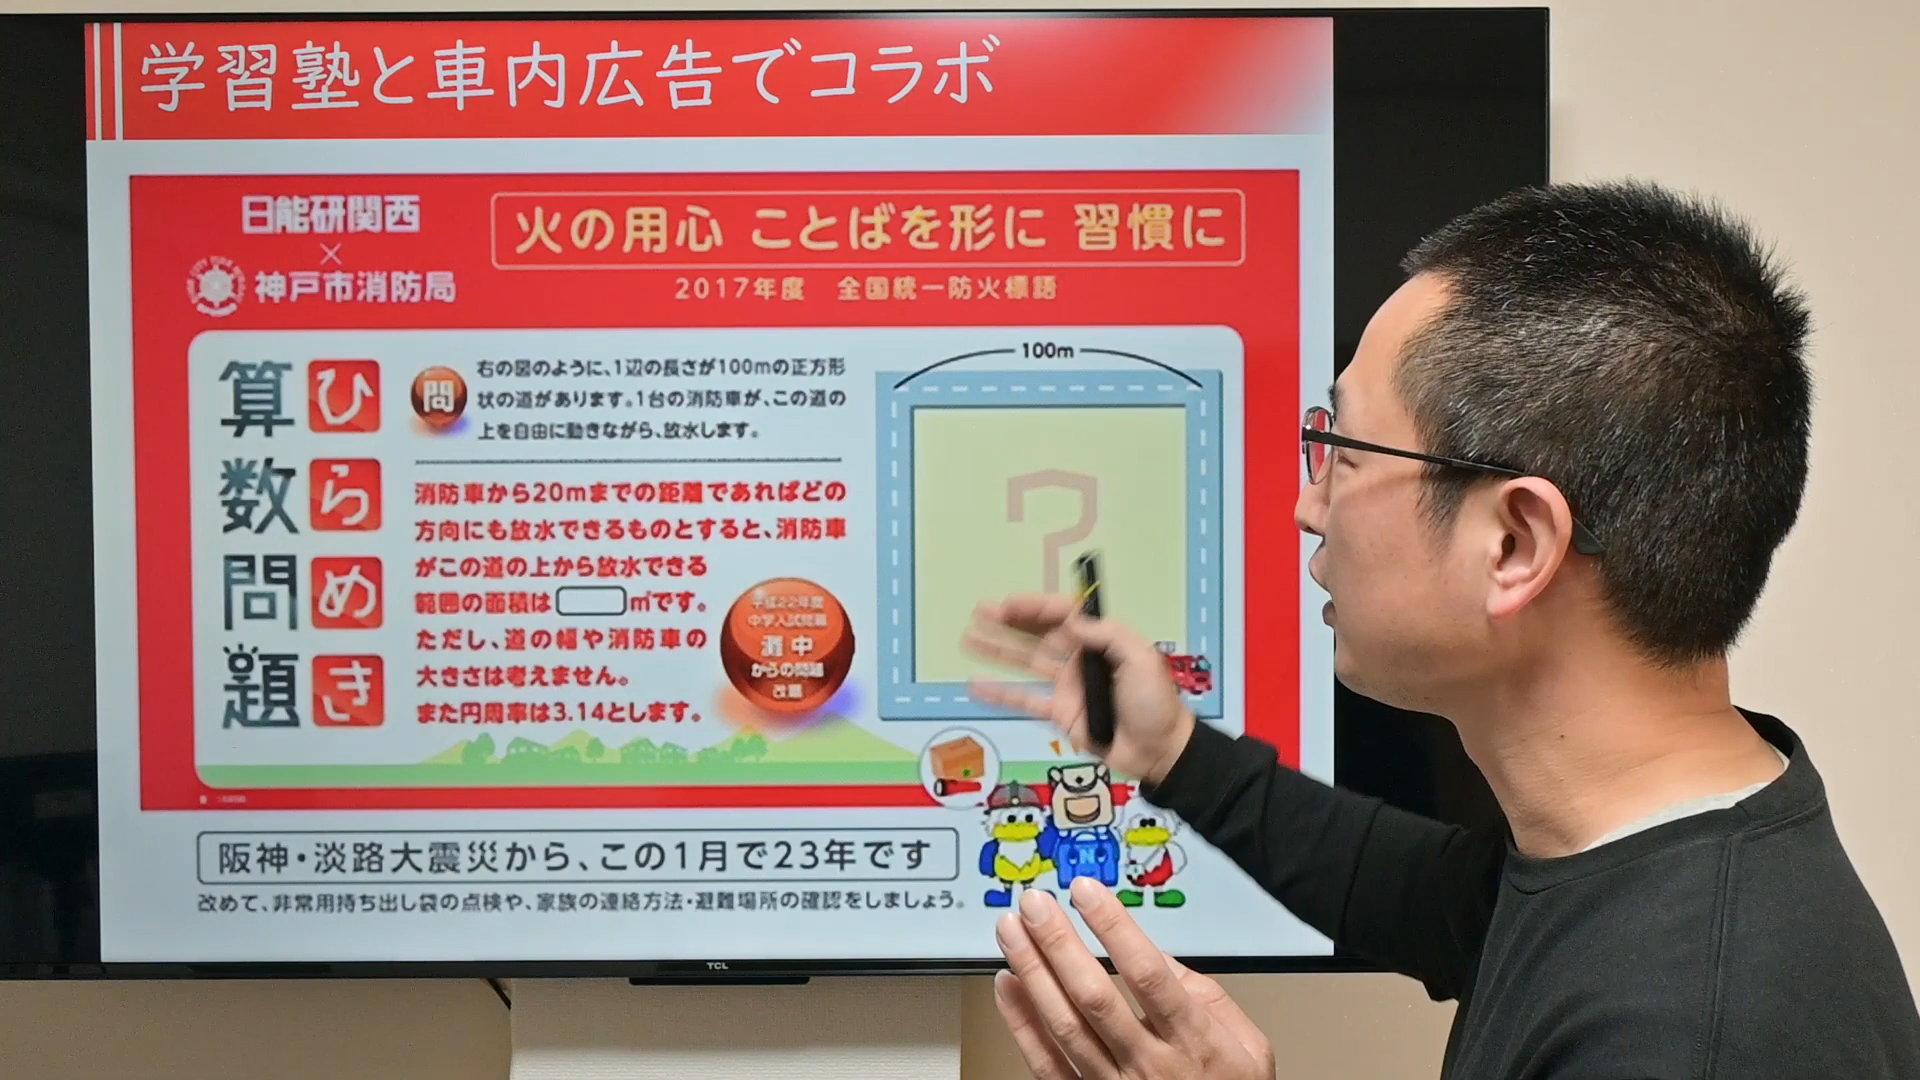 学習塾と車内広告でコラボ
日能研関西
×
神戸市消防局
火の用心 ことばを形に 習慣に
2017年度 全国統一防火標語
算数問題
ひらめき
問
右の図のように、1辺の長さが100mの正方形
状の道があります。1台の消防車が、この道の
上を自由に動きながら、放水します。
消防車から20mまでの距離であればどの
方向にも放水できるものとすると、消防車
がこの道の上から放水できる
範囲の面積は ㎡です。
ただし、道の幅や消防車の
大きさは考えません。
また円周率は3.14とします。
平成22年度
中学入試問題
灘中
からの問題
改題
100m
?
N
阪神・淡路大震災から、この1月で23年です
改めて、非常用持ち出し袋の点検や、家族の連絡方法・避難場所の確認をしましょう。
TCL